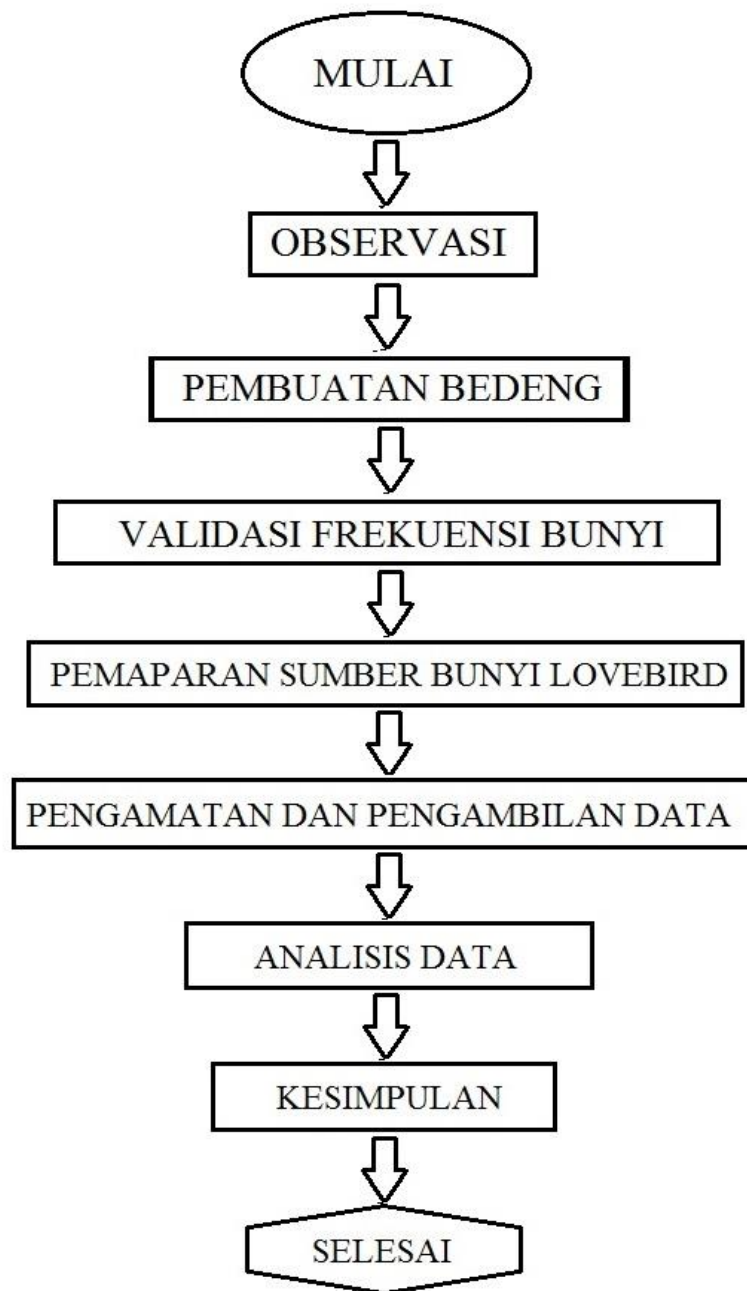 MULAI
OBSERVASI
PEMBUATAN BEDENG
VALIDASI FREKUENSI BUNYI
PEMAPARAN SUMBER BUNYI LOVEBIRD
PENGAMATAN DAN PENGAMBILAN DATA
ANALISIS DATA
KESIMPULAN
SELESAI